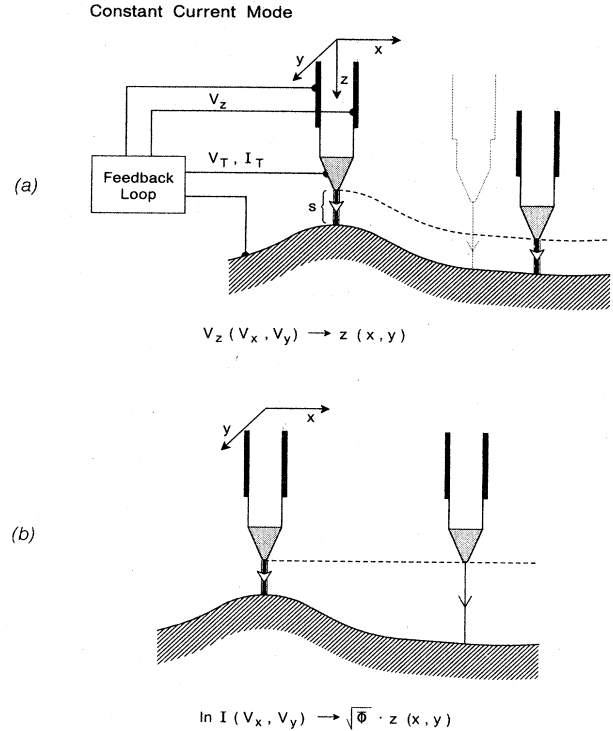 Constant Current Mode
x
y
z
V_z
V_T , I_T
Feedback
Loop
(a)
s
V_z ( V_x , V_y ) → z ( x , y )
y
x
(b)
ln I ( V_x , V_y ) → √Φ · z ( x , y )